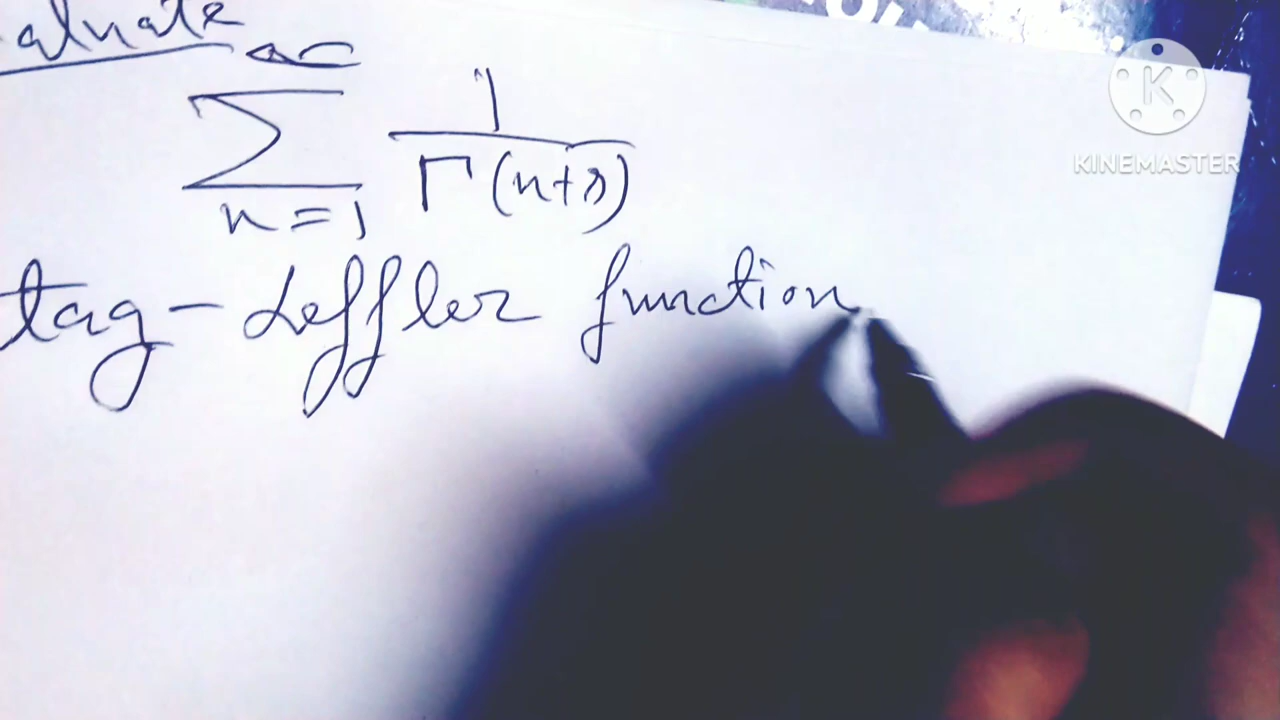 aluate
∞
∑ 1/Γ(n+s)
n=1
tag-Leffler function
KINEMASTER